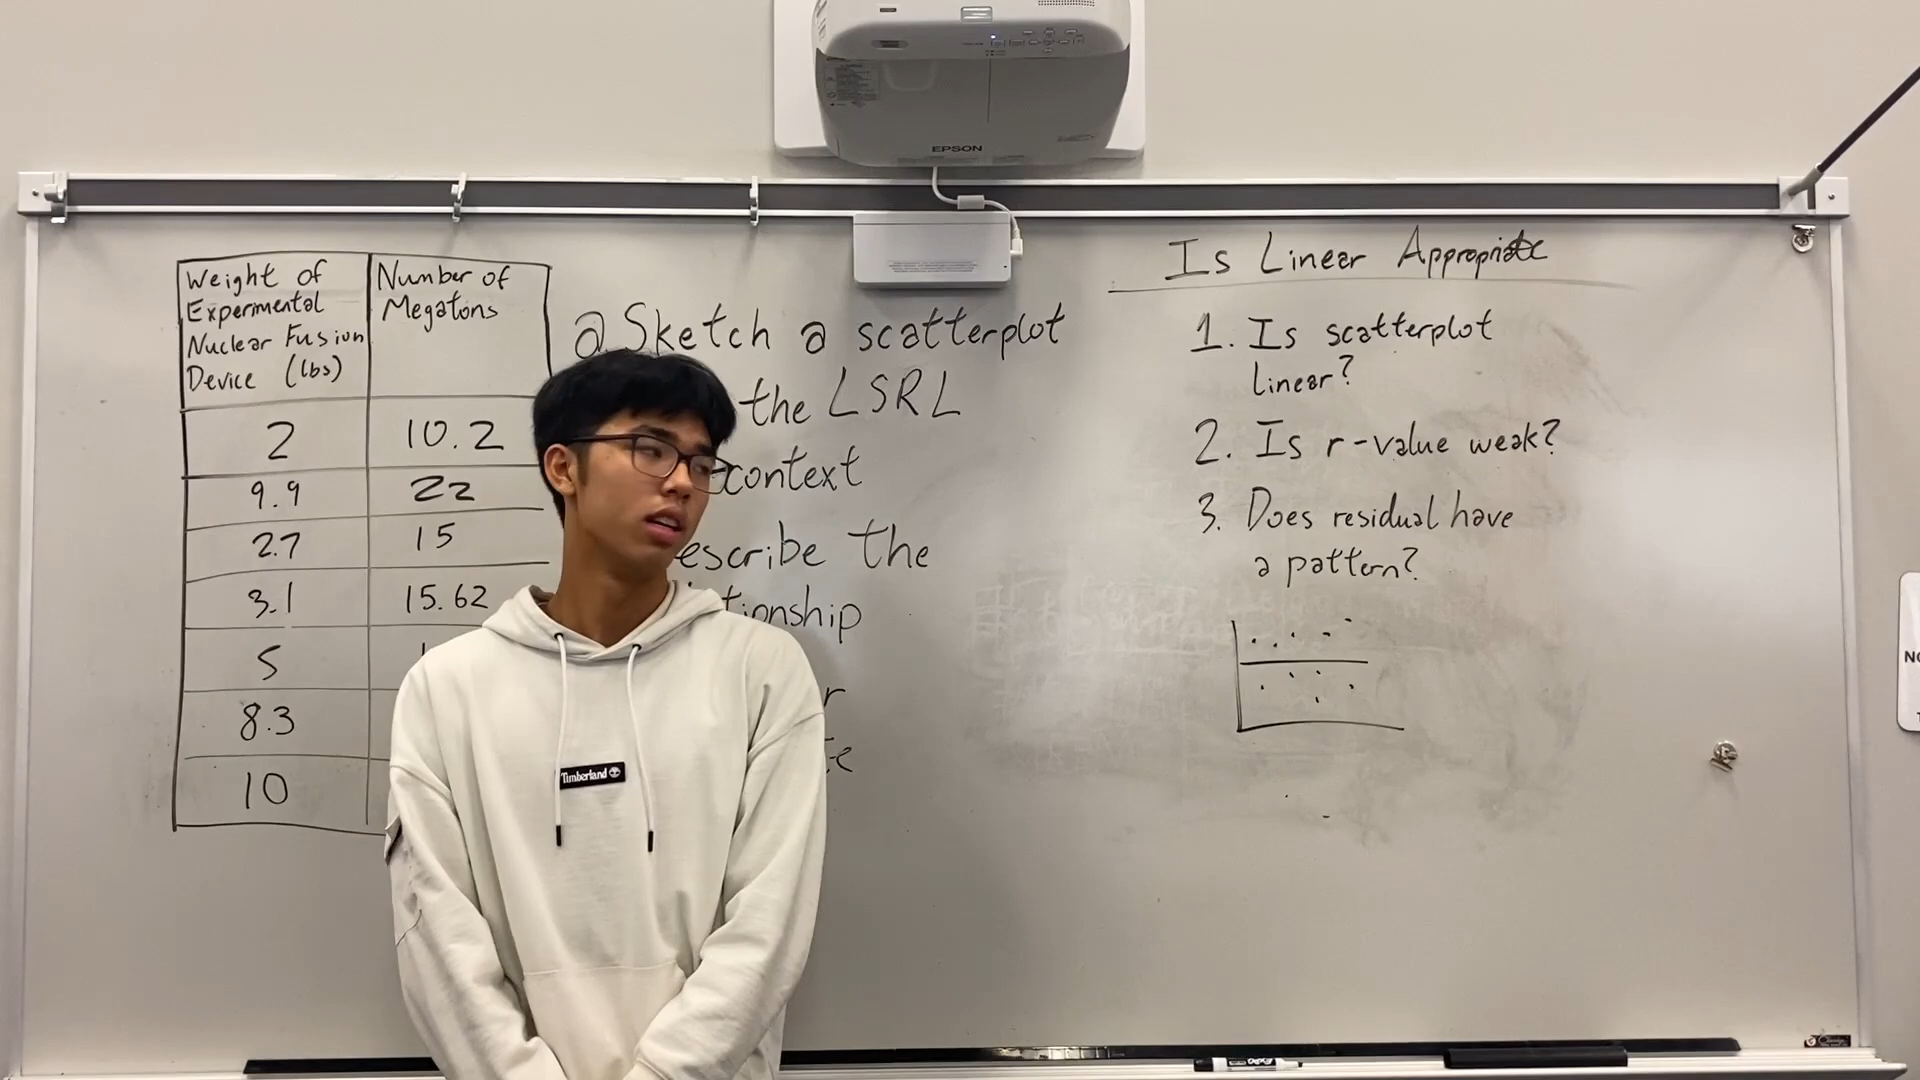 EPSON
Weight of
Experimental
Nuclear Fusion
Device (lbs)
Number of
Megatons
2
10.2
9.9
22
2.7
15
3.1
15.62
5
8.3
10
a Sketch a scatterplot
the LSRL
context
escribe the
tionship
r
te
Is Linear Appropriate
1. Is scatterplot
linear?
2. Is r-value weak?
3. Does residual have
a pattern?
Timberland